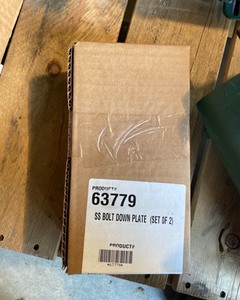 PRODUCT#
63779
SS BOLT DOWN PLATE (SET OF 2)
PRODUCT#